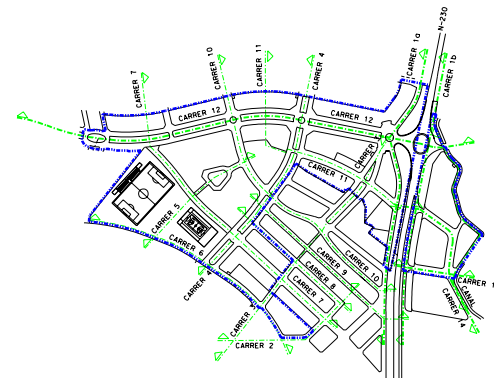 N-230
CARRER 1a
CARRER 1b
CARRER 4
CARRER 11
CARRER 10
CARRER 7
CARRER 12
CARRER 12
CARRER
CARRER 11
CARRER 5
CARRER 6
CARRER
CARRER 9
CARRER 10
CARRER 8
CARRER 7
CARRER
CARRER 2
CARRER 1
CANAL
CARRER 14